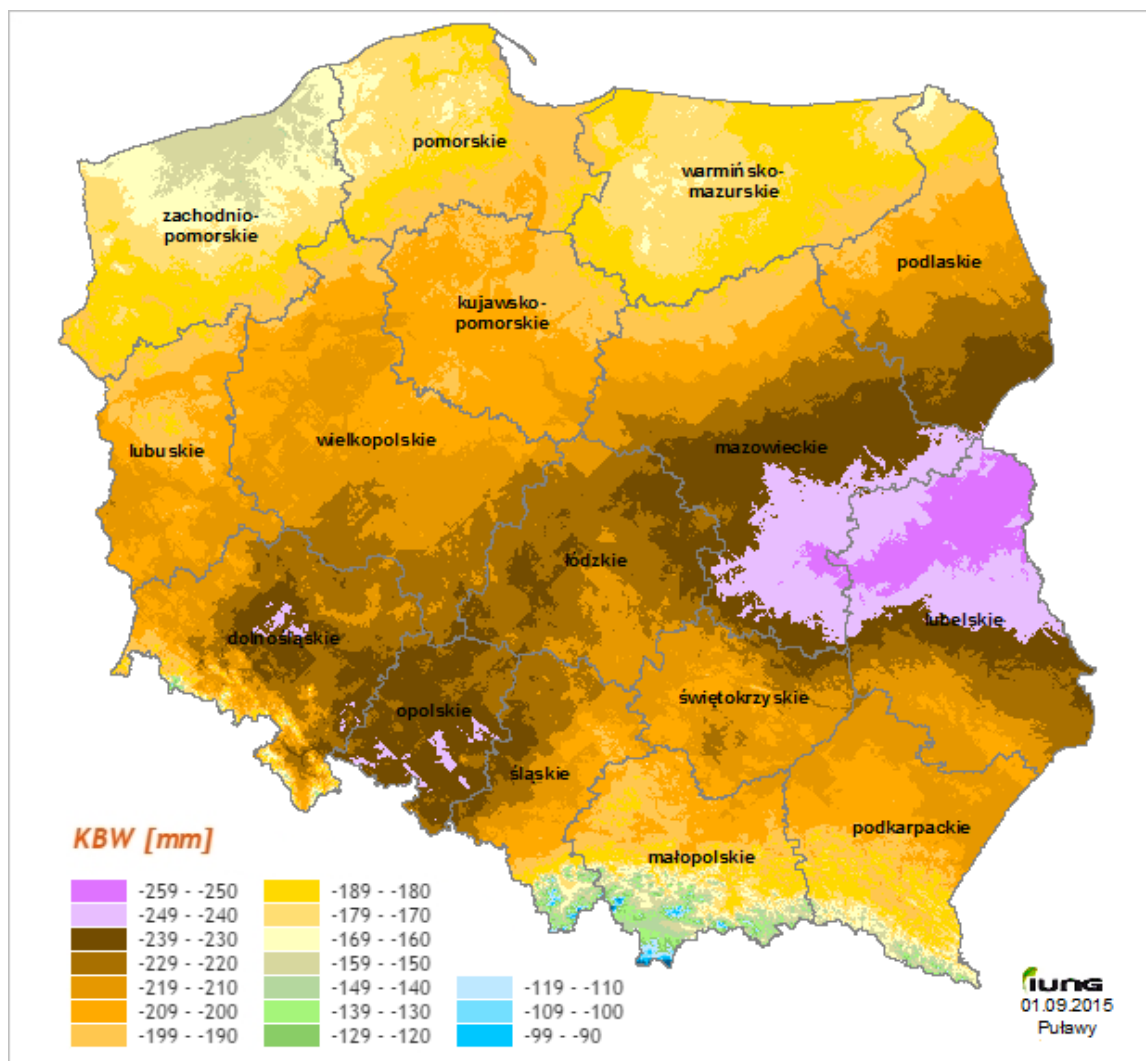 pomorskie
warmińsko-
mazurskie
zachodnio-
pomorskie
podlaskie
kujawsko-
pomorskie
lubuskie
wielkopolskie
mazowieckie
łódzkie
lubelskie
dolnośląskie
opolskie
świętokrzyskie
śląskie
podkarpackie
małopolskie
KBW [mm]
-259 - -250
-249 - -240
-239 - -230
-229 - -220
-219 - -210
-209 - -200
-199 - -190
-189 - -180
-179 - -170
-169 - -160
-159 - -150
-149 - -140
-139 - -130
-129 - -120
-119 - -110
-109 - -100
-99 - -90
iung
01.09.2015
Puławy